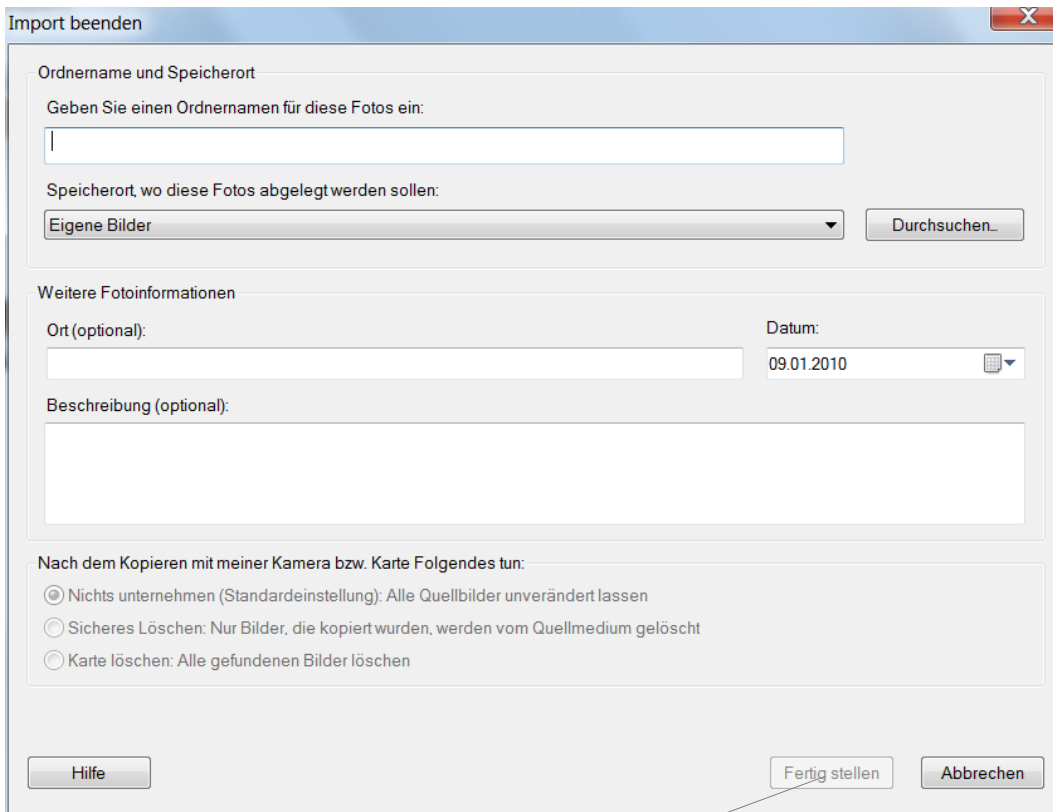 Import beenden
X
Ordnername und Speicherort
Geben Sie einen Ordnernamen für diese Fotos ein:
Speicherort, wo diese Fotos abgelegt werden sollen:
Eigene Bilder
Durchsuchen...
Weitere Fotoinformationen
Ort (optional):
Datum:
09.01.2010
Beschreibung (optional):
Nach dem Kopieren mit meiner Kamera bzw. Karte Folgendes tun:
Nichts unternehmen (Standardeinstellung): Alle Quellbilder unverändert lassen
Sicheres Löschen: Nur Bilder, die kopiert wurden, werden vom Quellmedium gelöscht
Karte löschen: Alle gefundenen Bilder löschen
Hilfe
Fertig stellen
Abbrechen